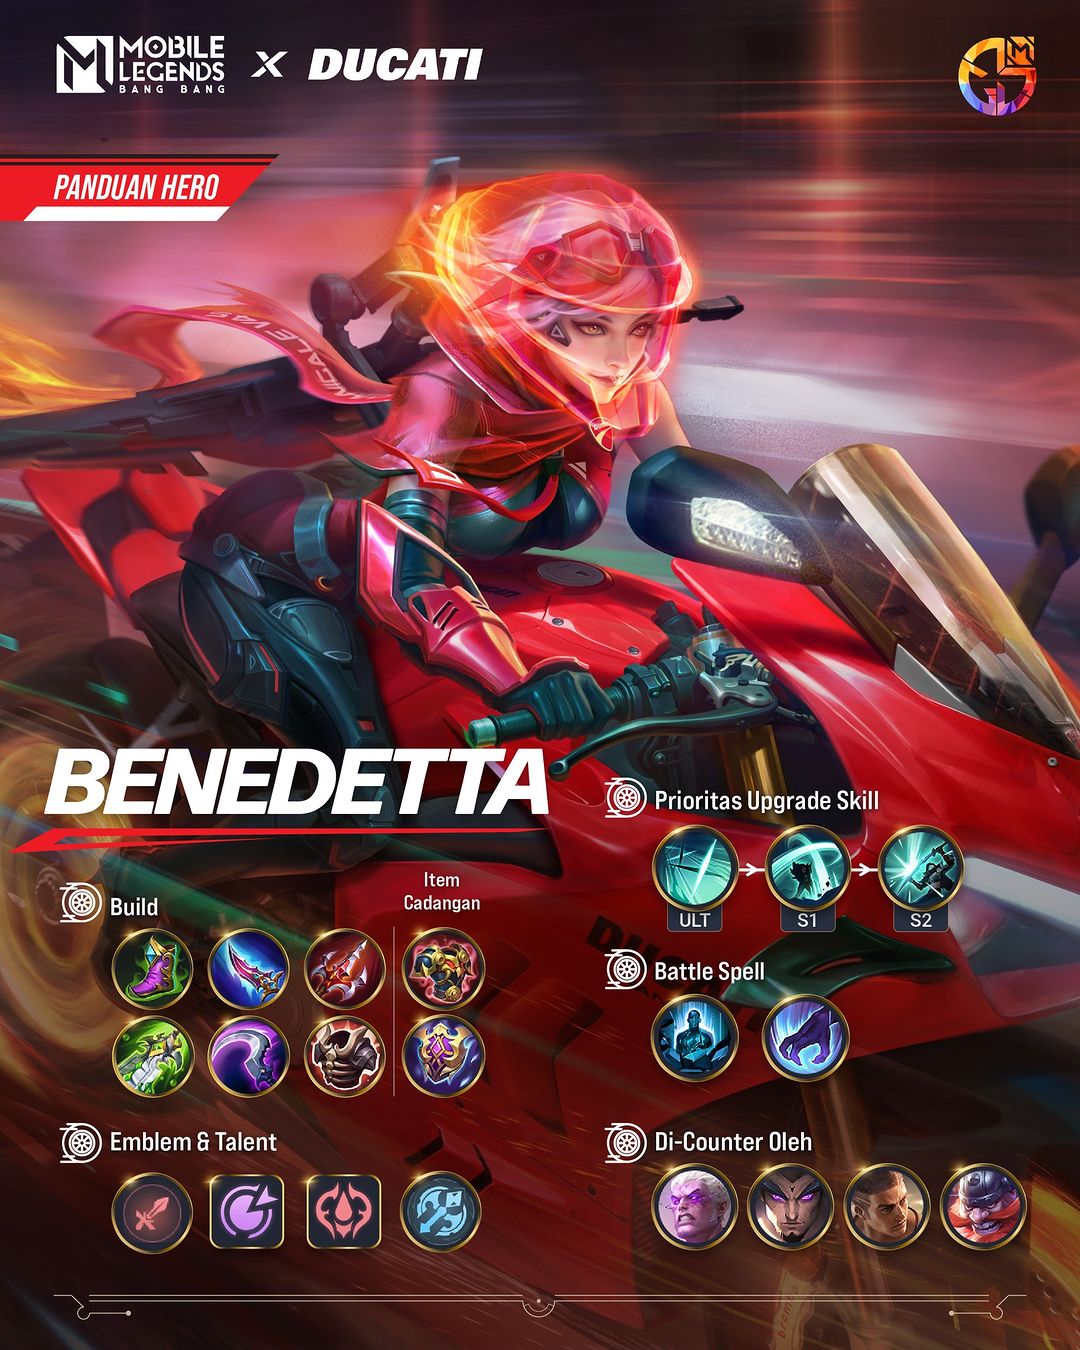 MOBILE
LEGENDS
BANG BANG
X
DUCATI
PANDUAN HERO
BENEDETTA
Build
Item
Cadangan
Emblem & Talent
Prioritas Upgrade Skill
ULT
S1
S2
Battle Spell
Di-Counter Oleh